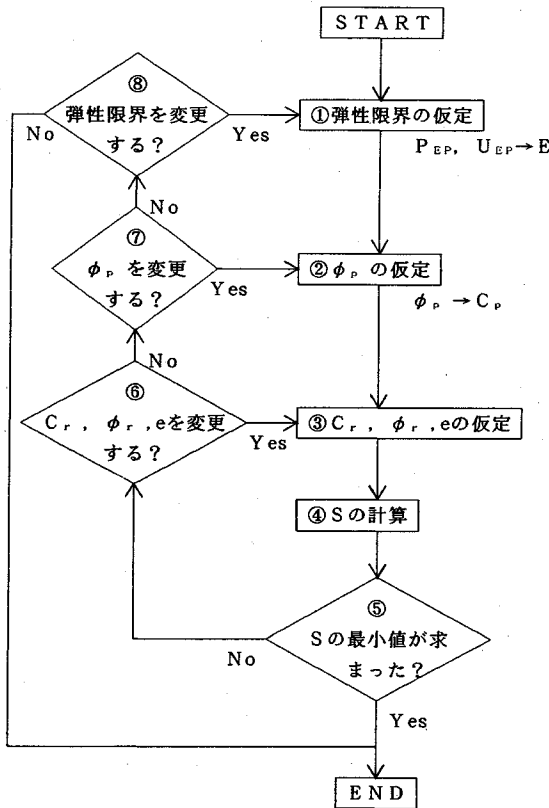 START
⑧
弾性限界を変更
する?
No
Yes
①弾性限界の仮定
P_EP, U_EP→E
No
⑦
φ_P を変更
する?
Yes
②φ_P の仮定
φ_P → C_P
No
⑥
C_r, φ_r, eを変更
する?
Yes
③C_r, φ_r, eの仮定
④Sの計算
⑤
Sの最小値が求
まった?
No
Yes
END